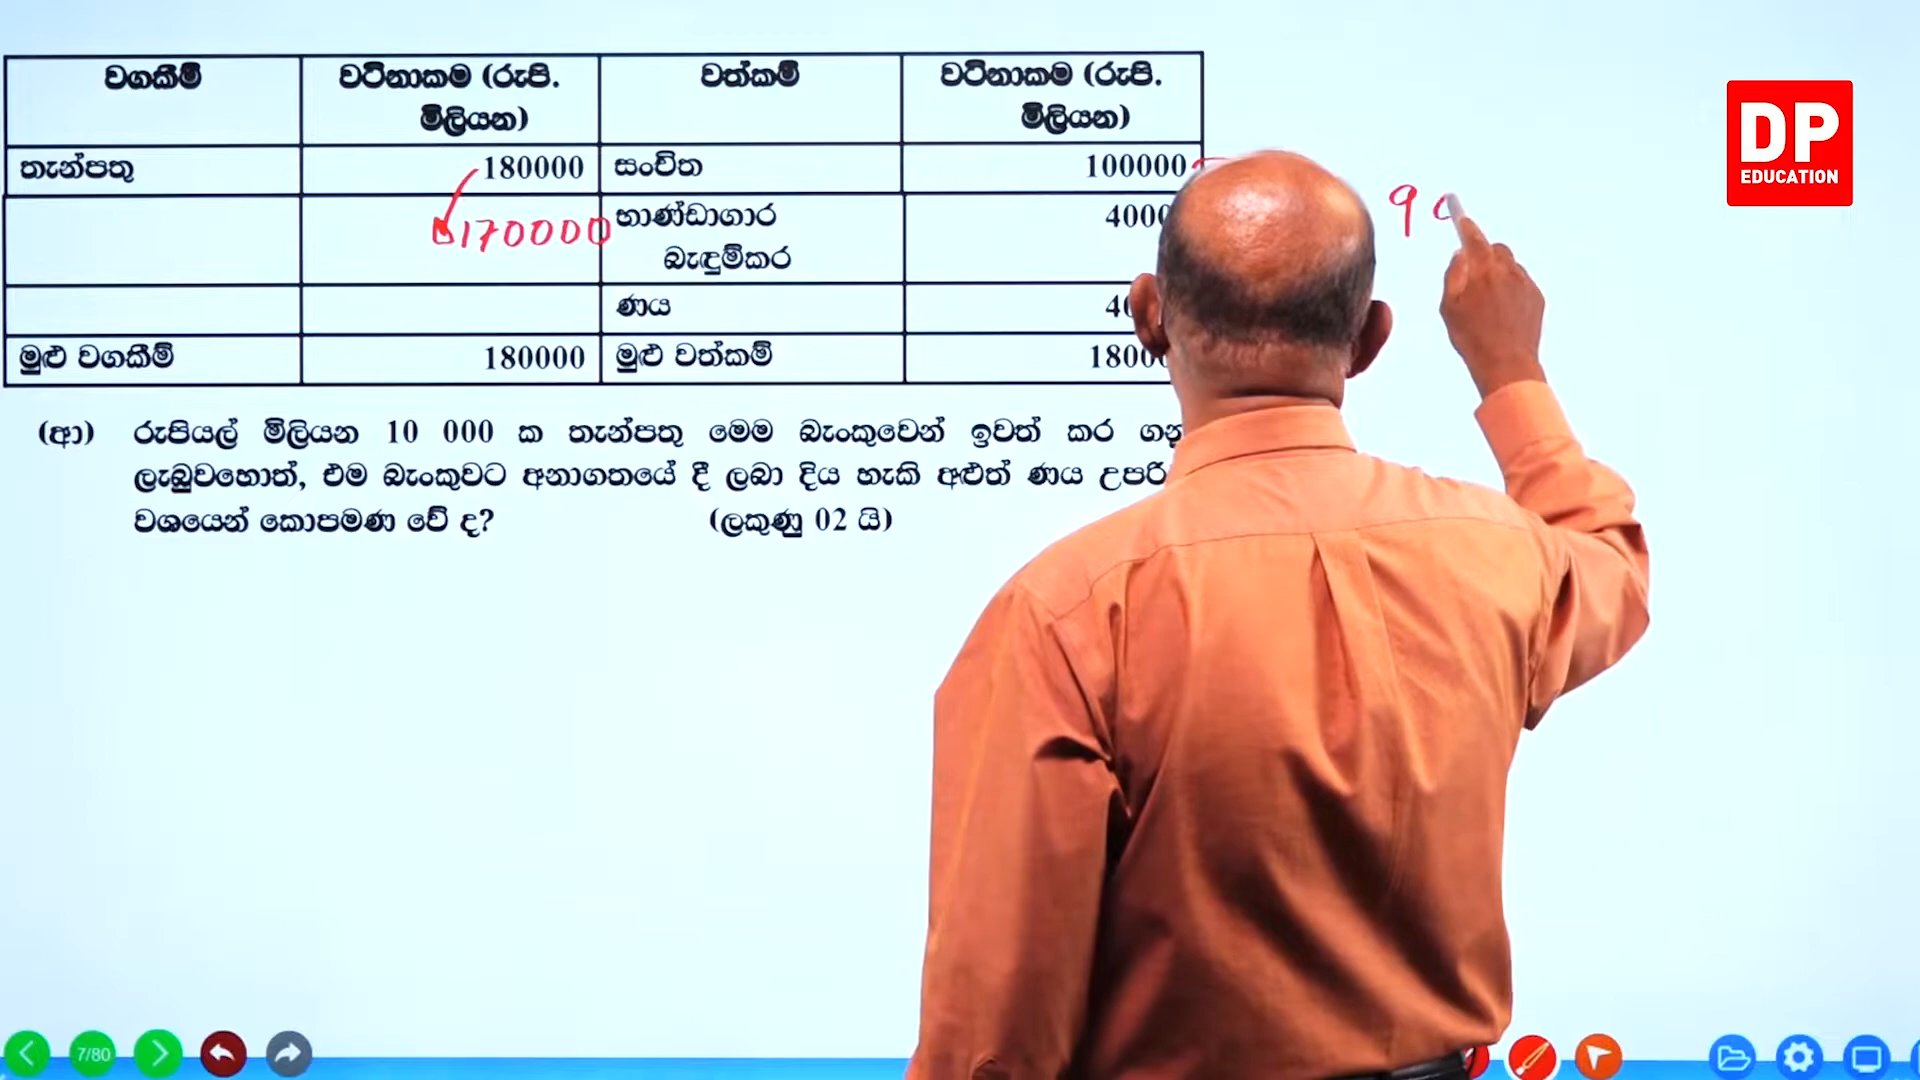 වගකීම් වටිනාකම (රුපි. මිලියන) වත්කම් වටිනාකම (රුපි. මිලියන)
තැන්පතු 180000 සංචිත 100000
170000 භාණ්ඩාගාර බැඳුම්කර
ණය
මුළු වගකීම් 180000 මුළු වත්කම්
(ආ) රුපියල් මිලියන 10 000 ක තැන්පතු මෙම බැංකුවෙන් ඉවත් කර
ලැබුවහොත්, එම බැංකුවට අනාගතයේ දී ලබා දිය හැකි අළුත් ණය
වශයෙන් කොපමණ වේ ද? (ලකුණු 02 යි)
9
DP
EDUCATION
7/80